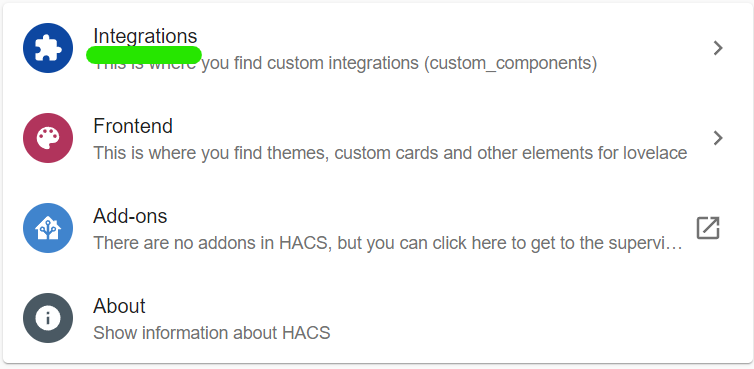 Integrations
This is where you find custom integrations (custom_components)
Frontend
This is where you find themes, custom cards and other elements for lovelace
Add-ons
There are no addons in HACS, but you can click here to get to the supervi…
About
Show information about HACS